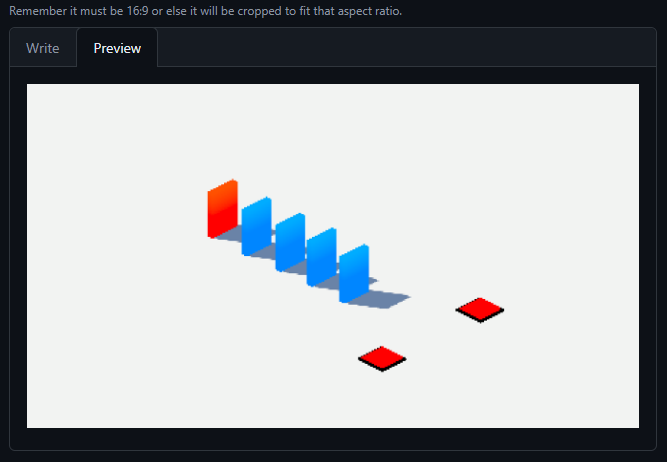 Remember it must be 16:9 or else it will be cropped to fit that aspect ratio.
Write
Preview